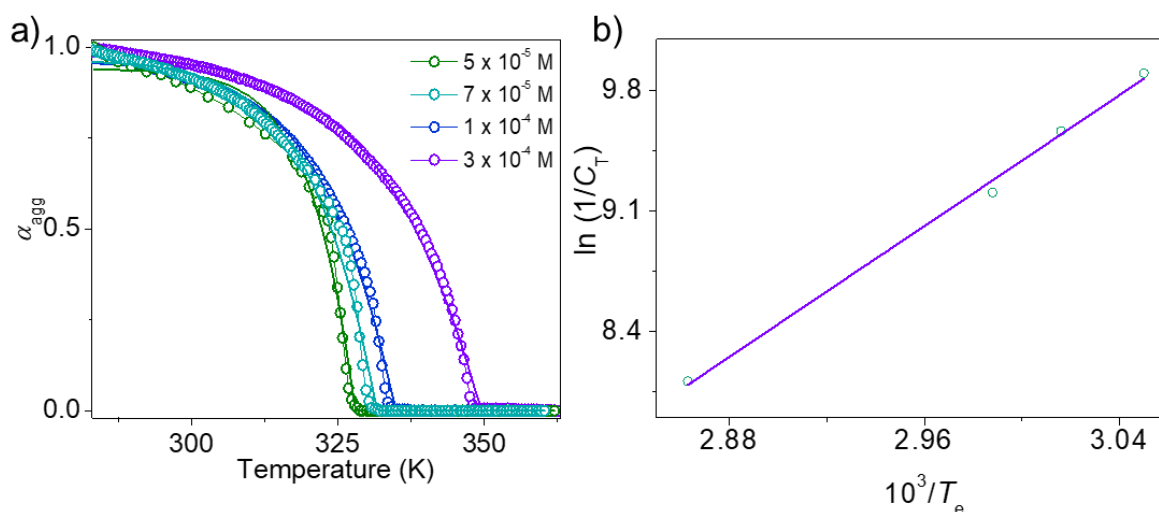 a)
1.0
0.5
0.0
α_agg
300
325
350
Temperature (K)
5 x 10⁻⁵ M
7 x 10⁻⁵ M
1 x 10⁻⁴ M
3 x 10⁻⁴ M
b)
9.8
9.1
8.4
ln (1/C_T)
2.88
2.96
3.04
10³/T_e